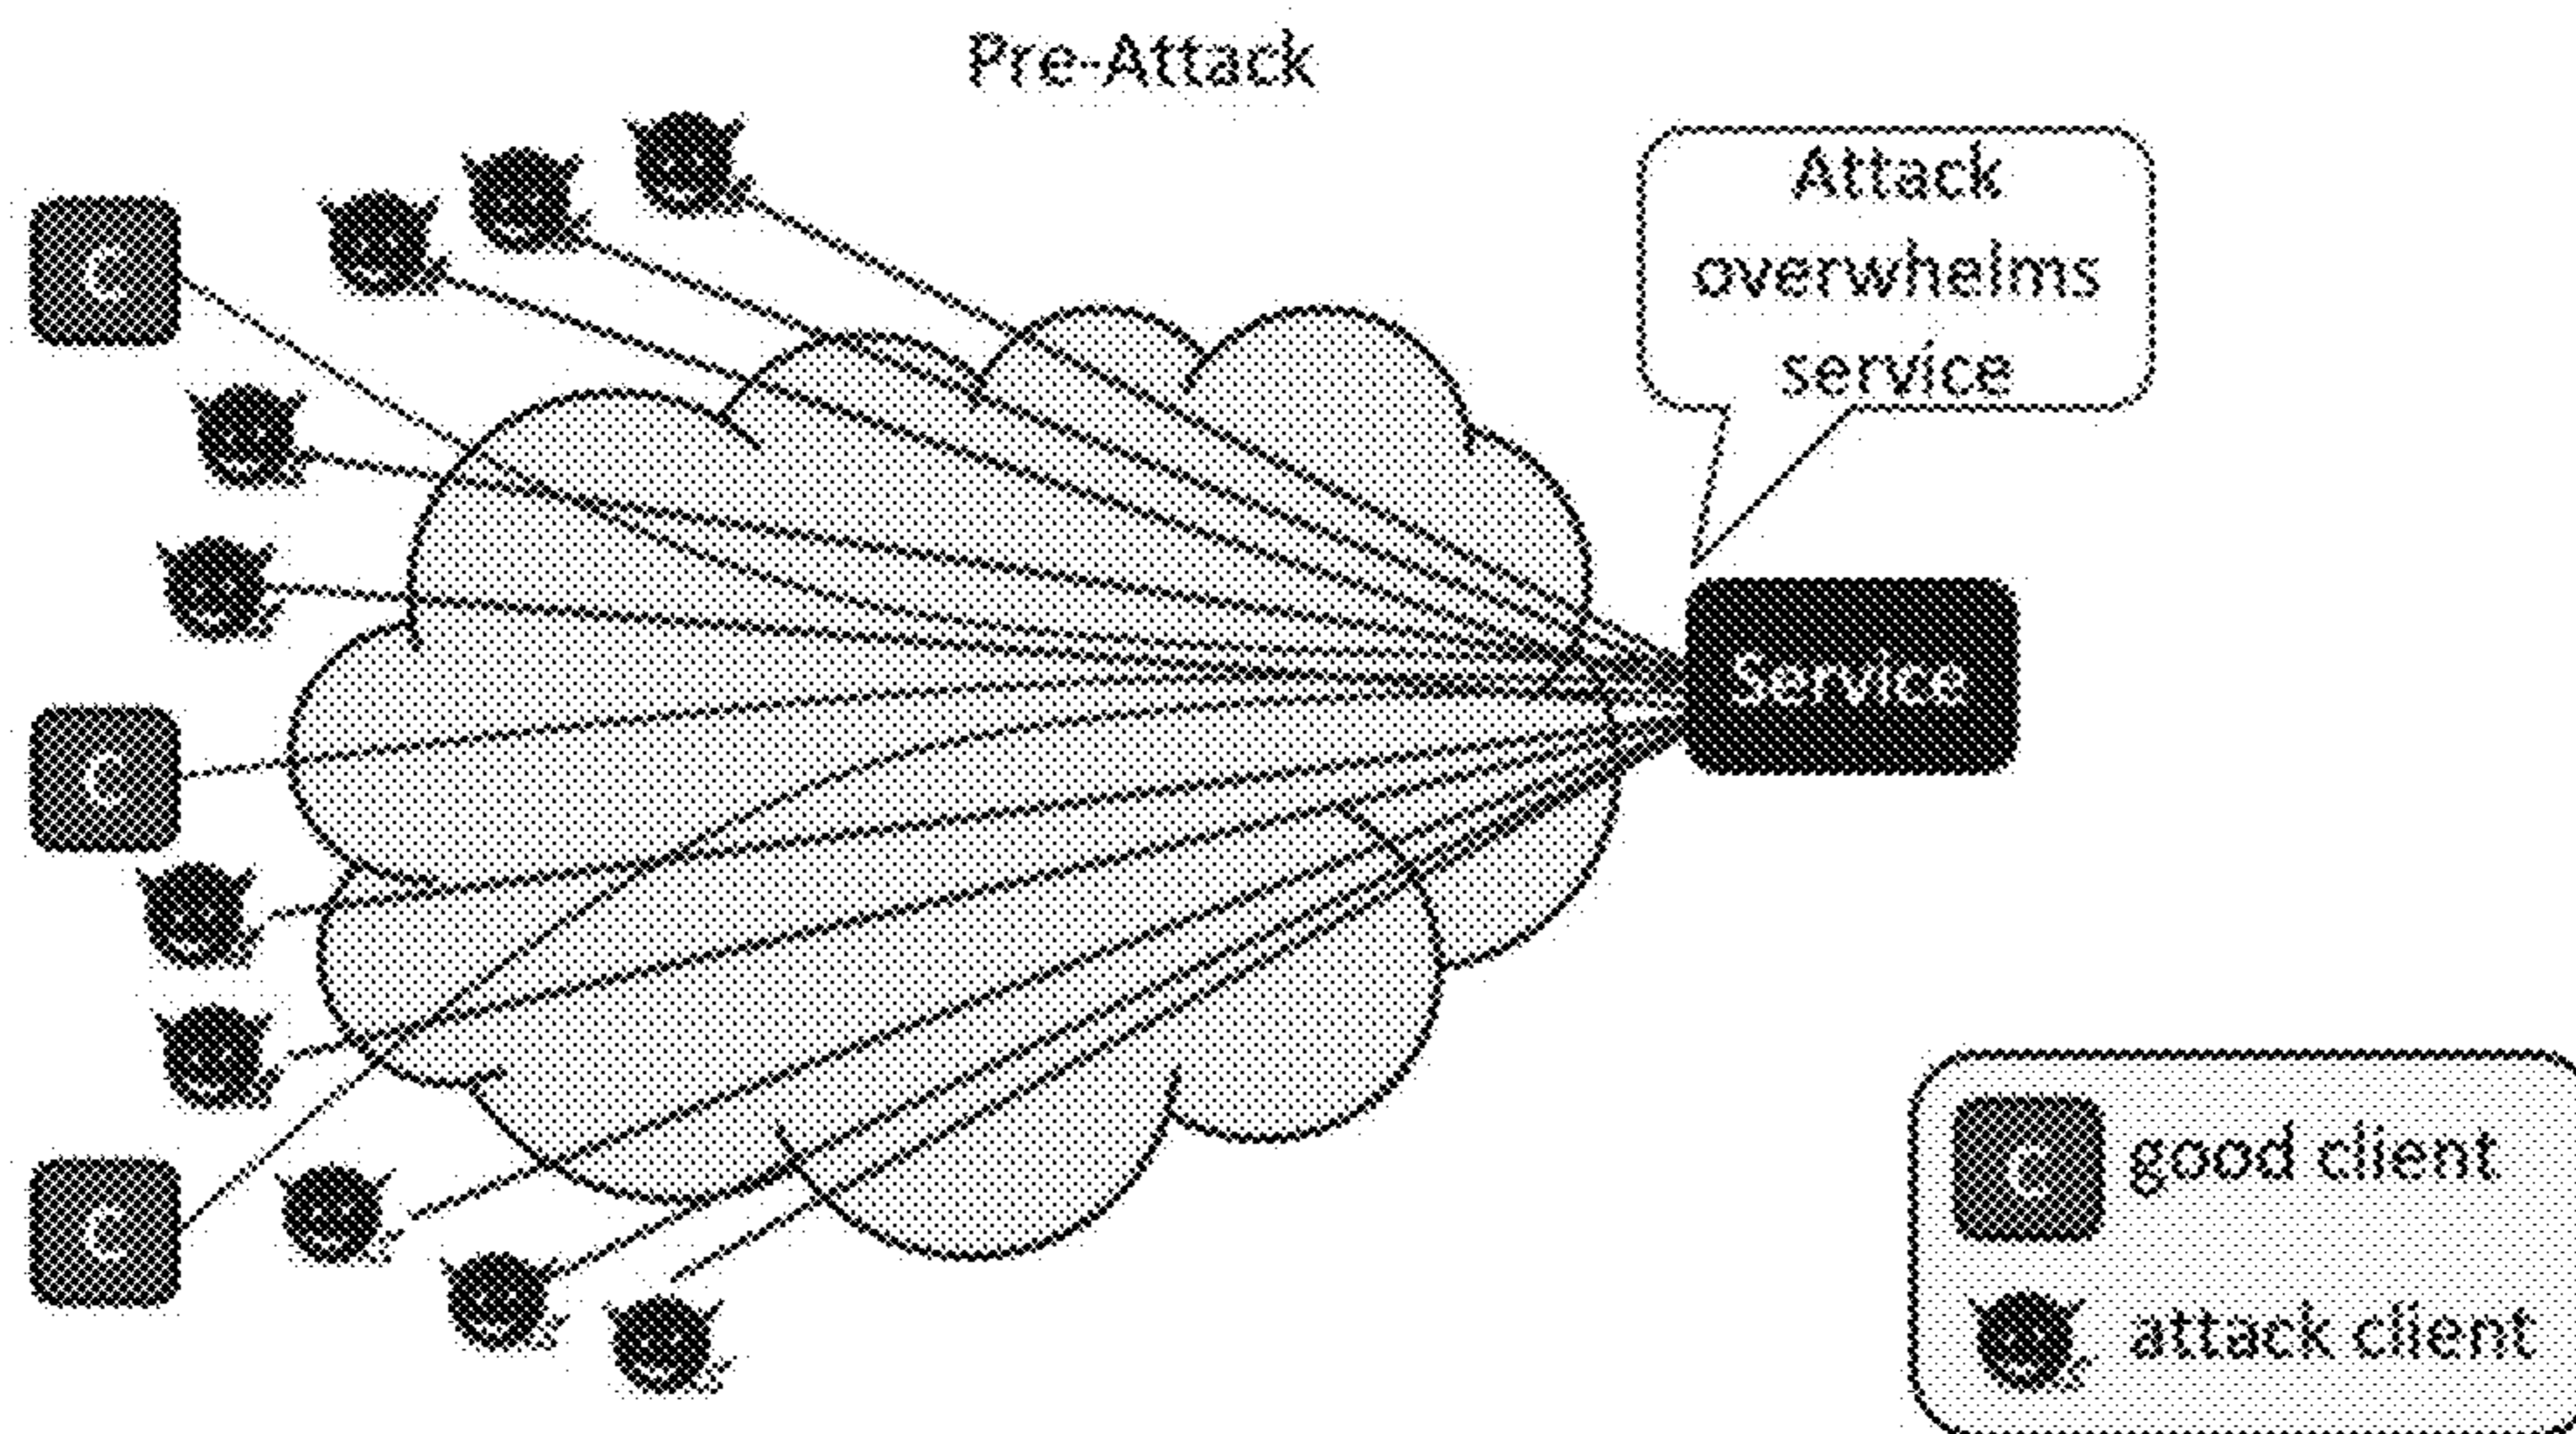 Pre-Attack
Attack
overwhelms
service
C
C
C
Service
C good client
attack client